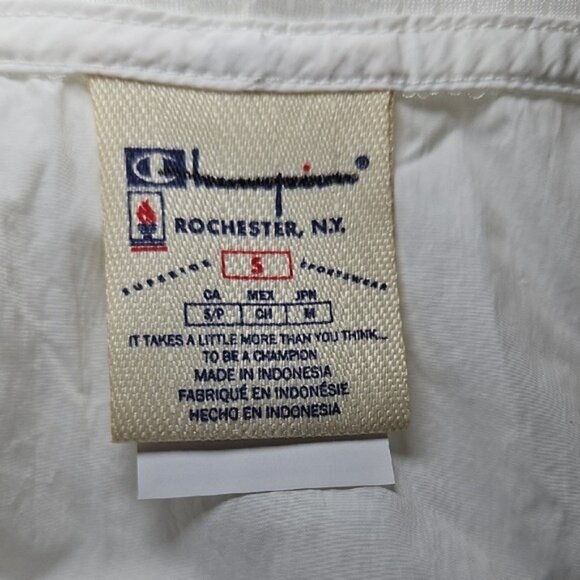 Champion®
ROCHESTER, N.Y.
SUPERIOR S SPORTSWEAR
CA MEX JPN
S/P CH M
IT TAKES A LITTLE MORE THAN YOU THINK...
TO BE A CHAMPION
MADE IN INDONESIA
FABRIQUÉ EN INDONÉSIE
HECHO EN INDONESIA